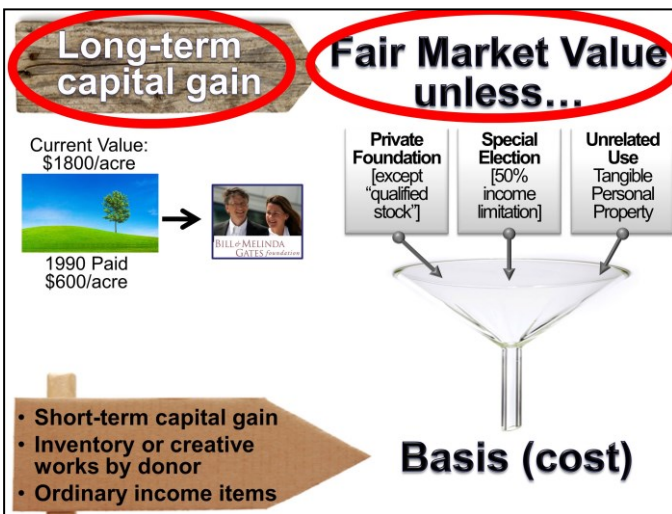 Long-term
capital gain
Fair Market Value
unless…
Current Value:
$1800/acre
1990 Paid
$600/acre
BILL & MELINDA
GATES foundation
Private
Foundation
[except
“qualified
stock”]
Special
Election
[50%
income
limitation]
Unrelated
Use
Tangible
Personal
Property
• Short-term capital gain
• Inventory or creative
works by donor
• Ordinary income items
Basis (cost)